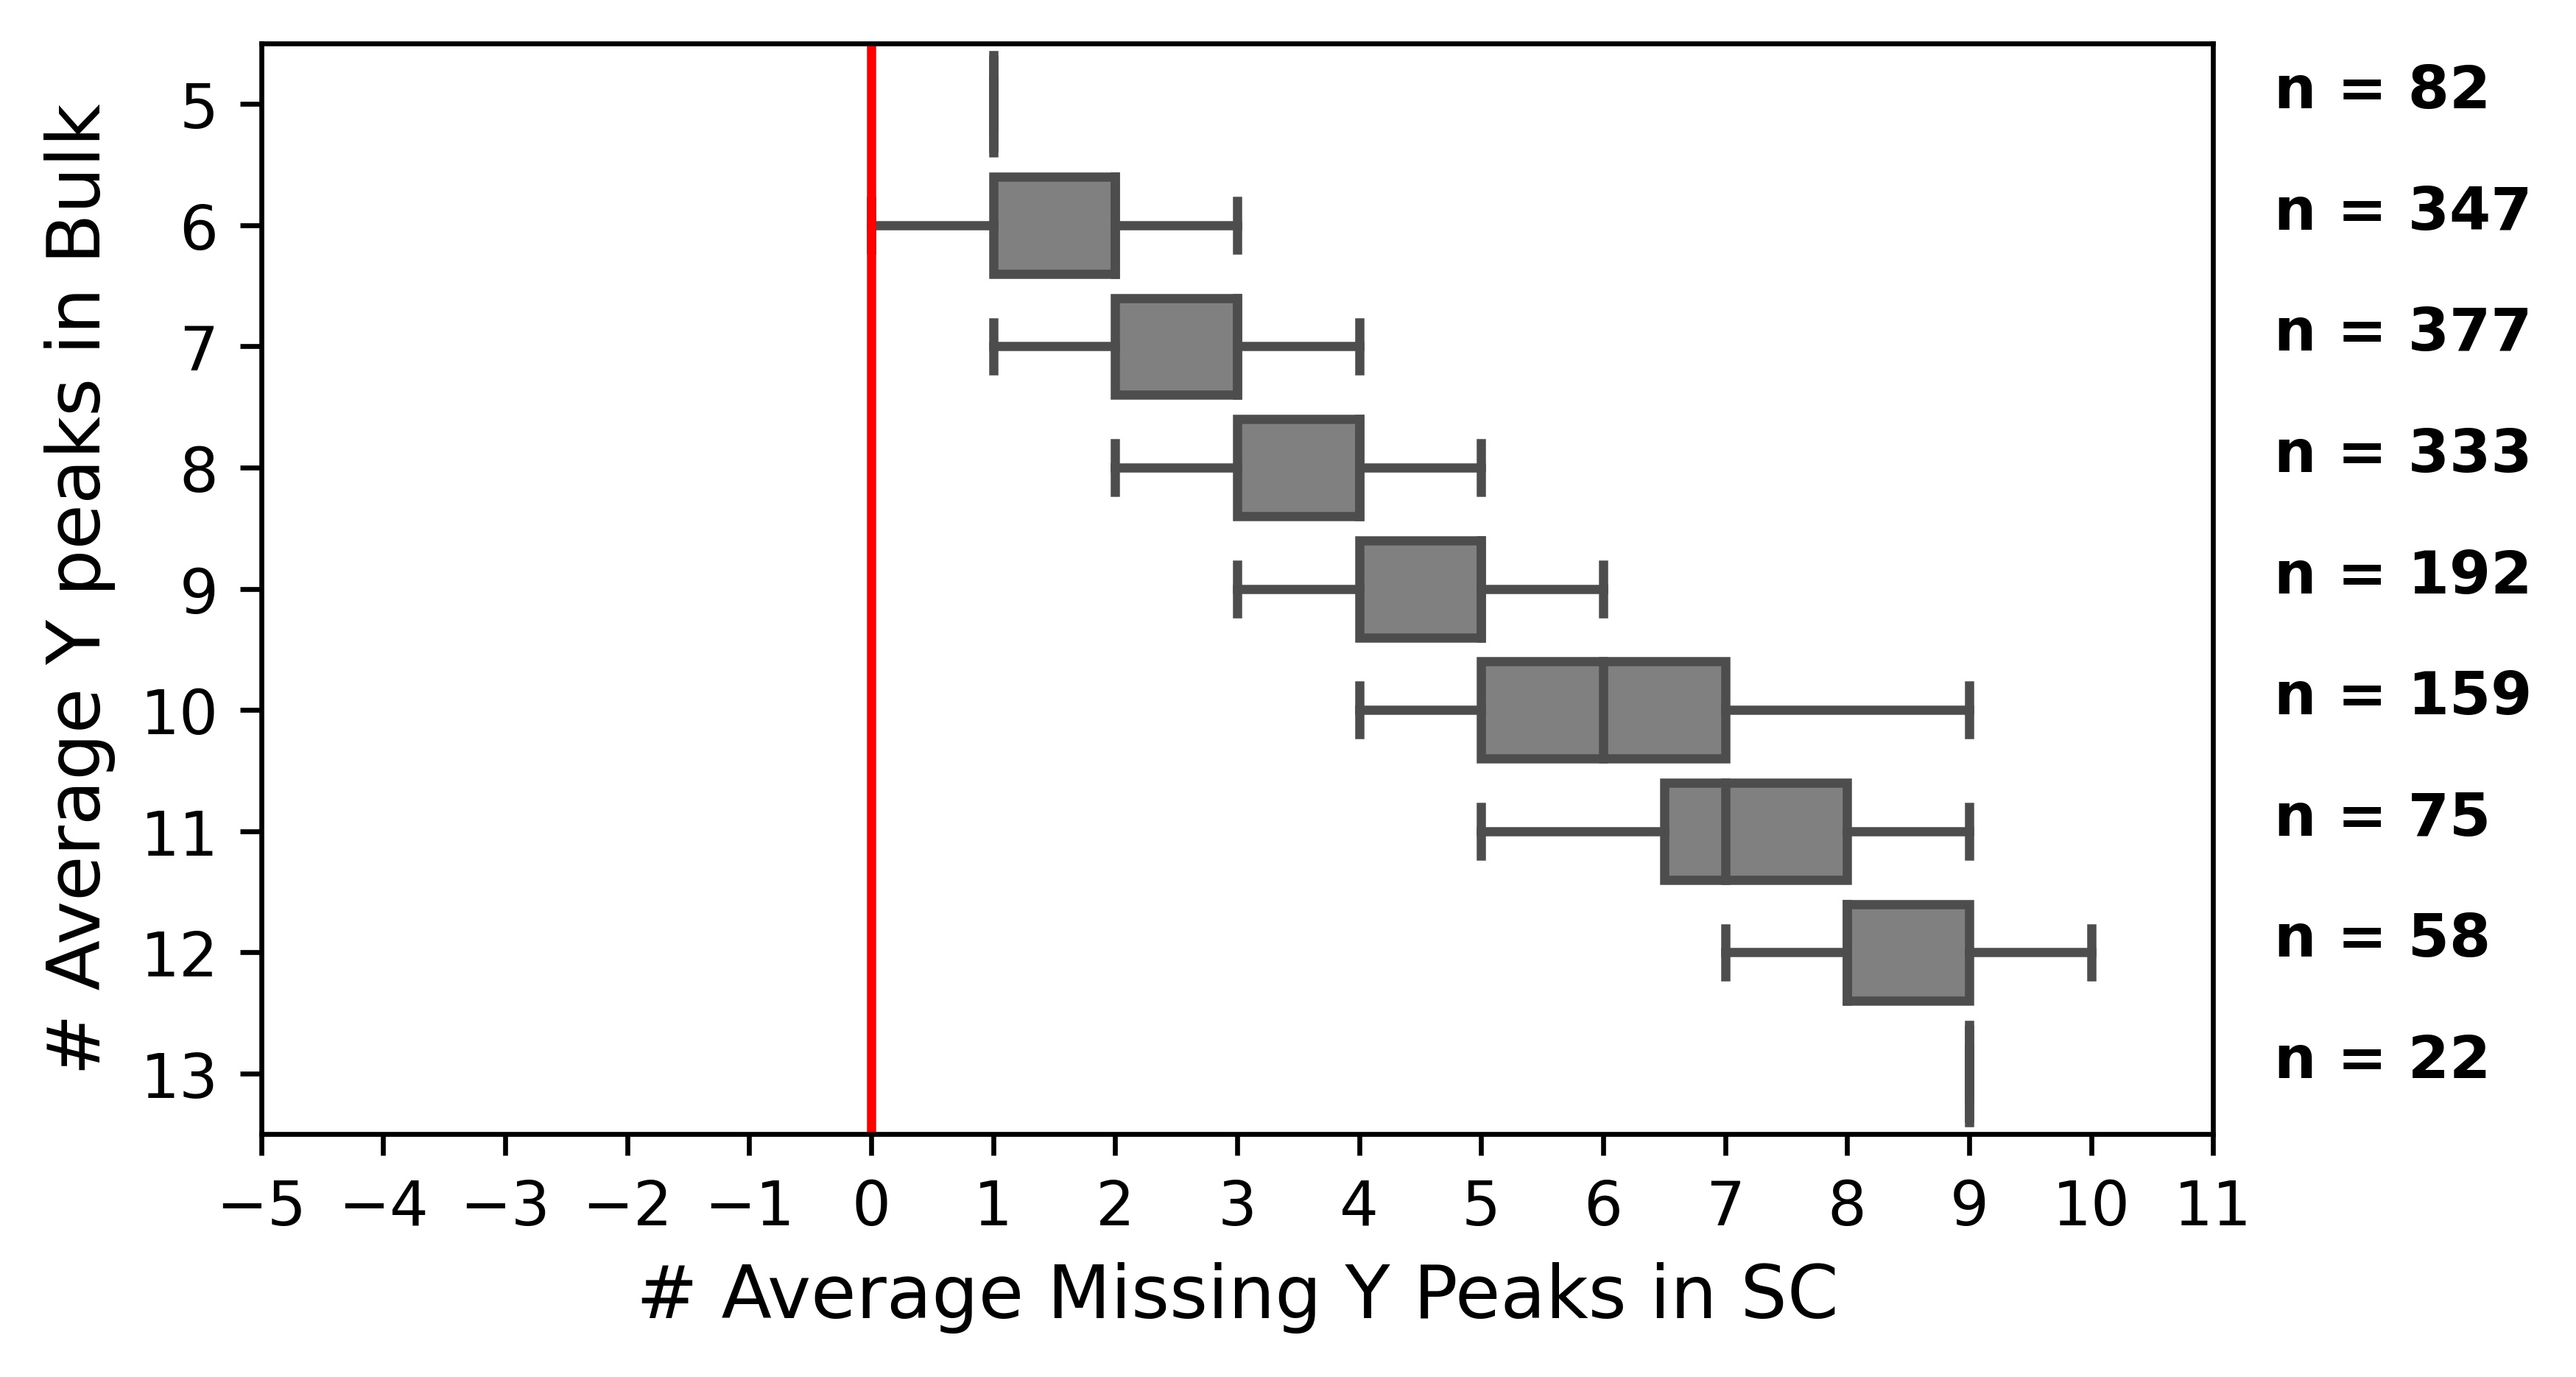 # Average Y peaks in Bulk
5 n = 82
6 n = 347
7 n = 377
8 n = 333
9 n = 192
10 n = 159
11 n = 75
12 n = 58
13 n = 22
−5 −4 −3 −2 −1 0 1 2 3 4 5 6 7 8 9 10 11
# Average Missing Y Peaks in SC